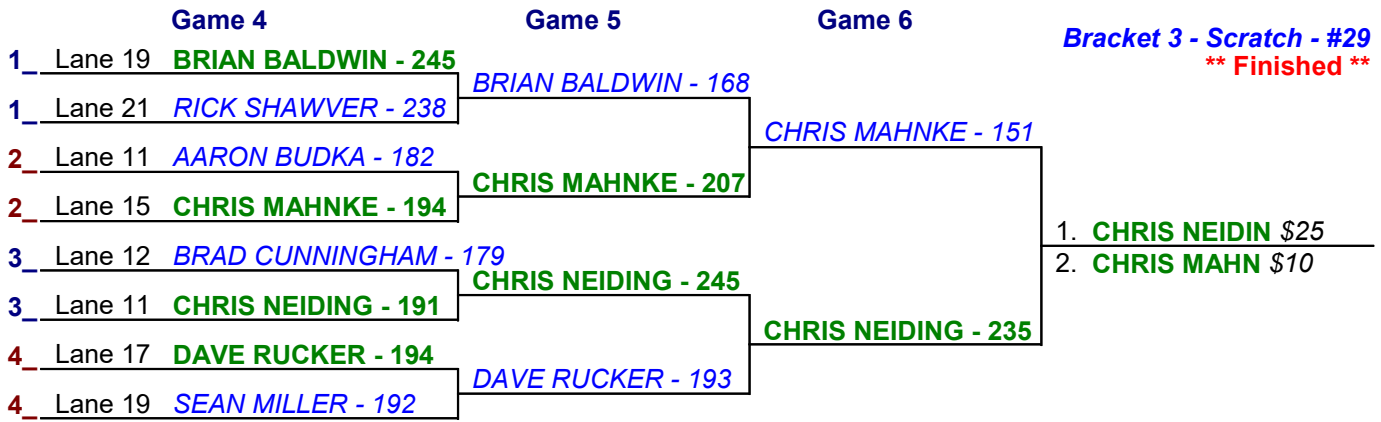 Game 4 Game 5 Game 6
Bracket 3 - Scratch - #29
** Finished **
1_ Lane 19 BRIAN BALDWIN - 245
BRIAN BALDWIN - 168
1_ Lane 21 RICK SHAWVER - 238
CHRIS MAHNKE - 151
2_ Lane 11 AARON BUDKA - 182
CHRIS MAHNKE - 207
2_ Lane 15 CHRIS MAHNKE - 194
1. CHRIS NEIDIN $25
3_ Lane 12 BRAD CUNNINGHAM - 179
2. CHRIS MAHN $10
CHRIS NEIDING - 245
3_ Lane 11 CHRIS NEIDING - 191
CHRIS NEIDING - 235
4_ Lane 17 DAVE RUCKER - 194
DAVE RUCKER - 193
4_ Lane 19 SEAN MILLER - 192